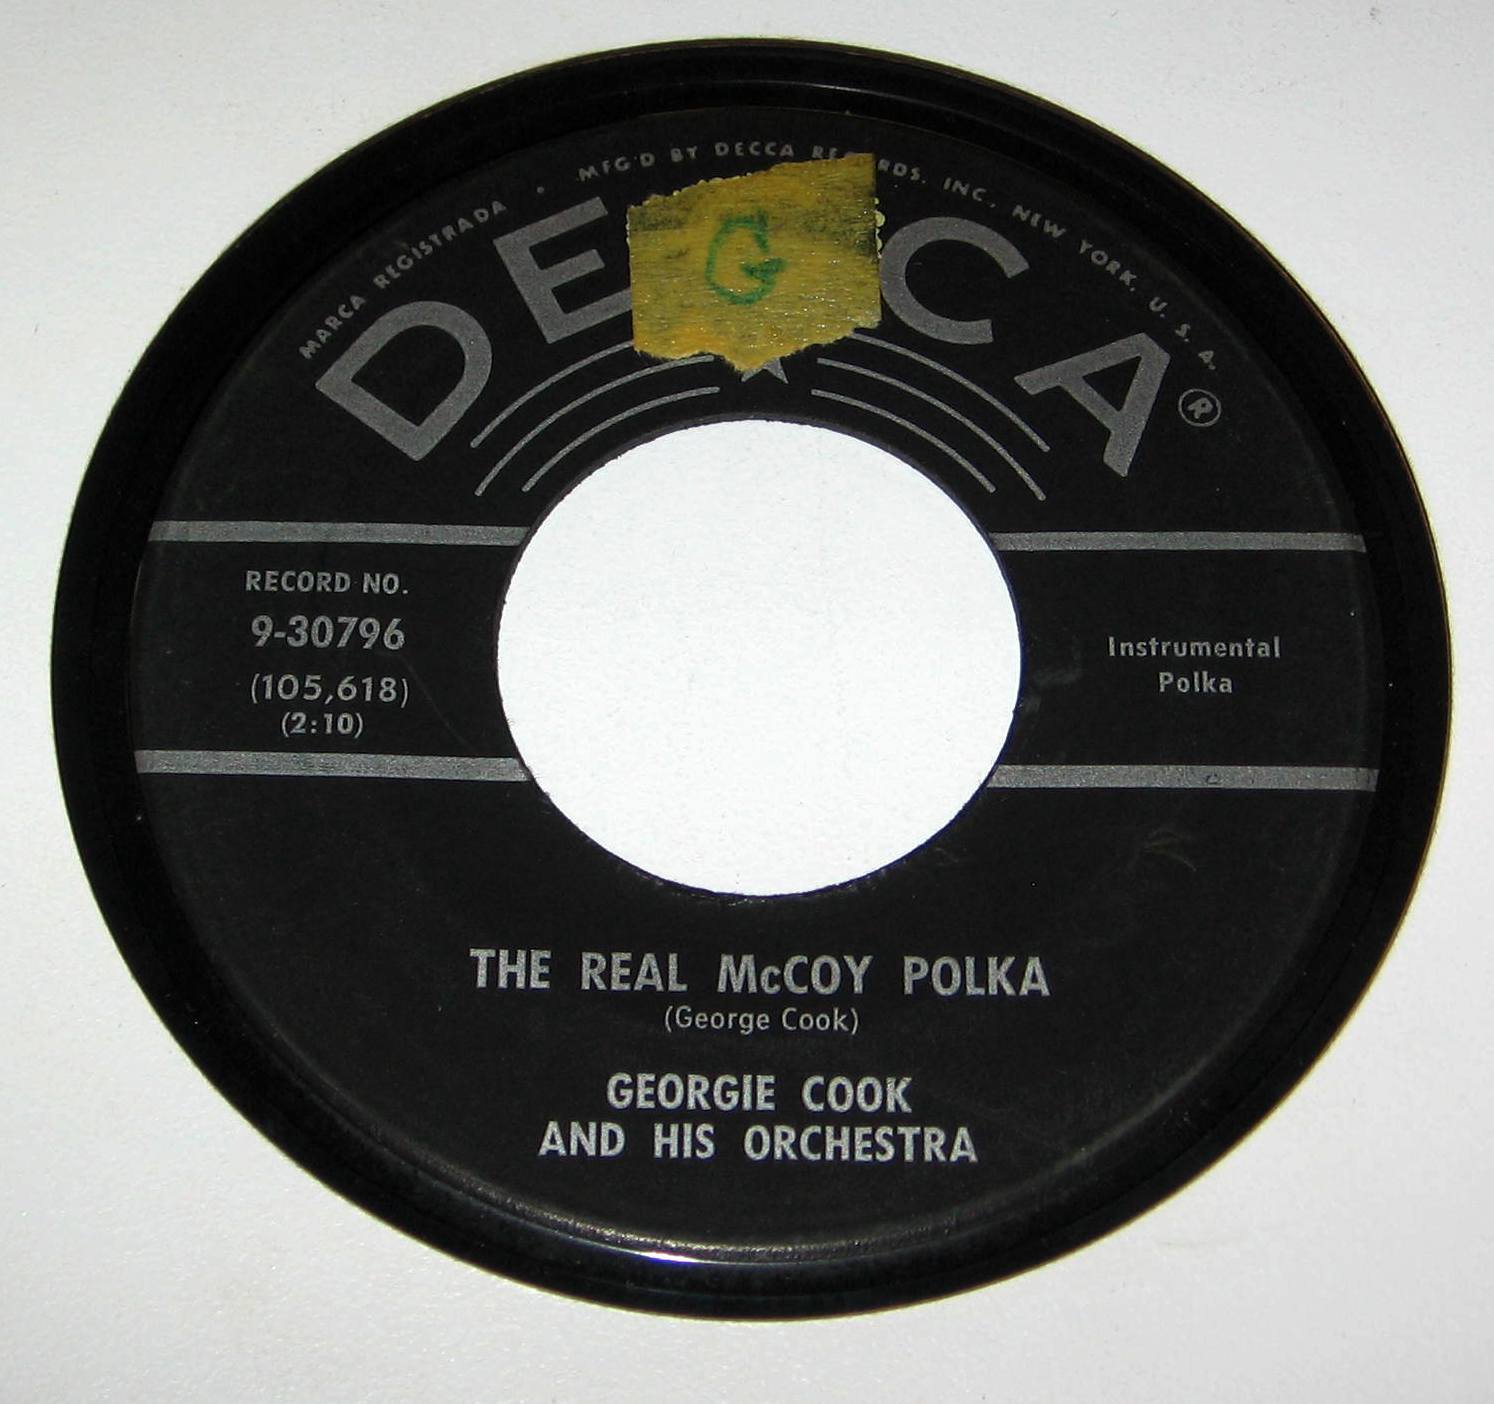 MARCA REGISTRADA • MFG'D BY DECCA RDS, INC., NEW YORK, U. S. A.
DE CA ®
G
RECORD NO.
9-30796
(105,618)
(2:10)
Instrumental
Polka
THE REAL McCOY POLKA
(George Cook)
GEORGIE COOK
AND HIS ORCHESTRA